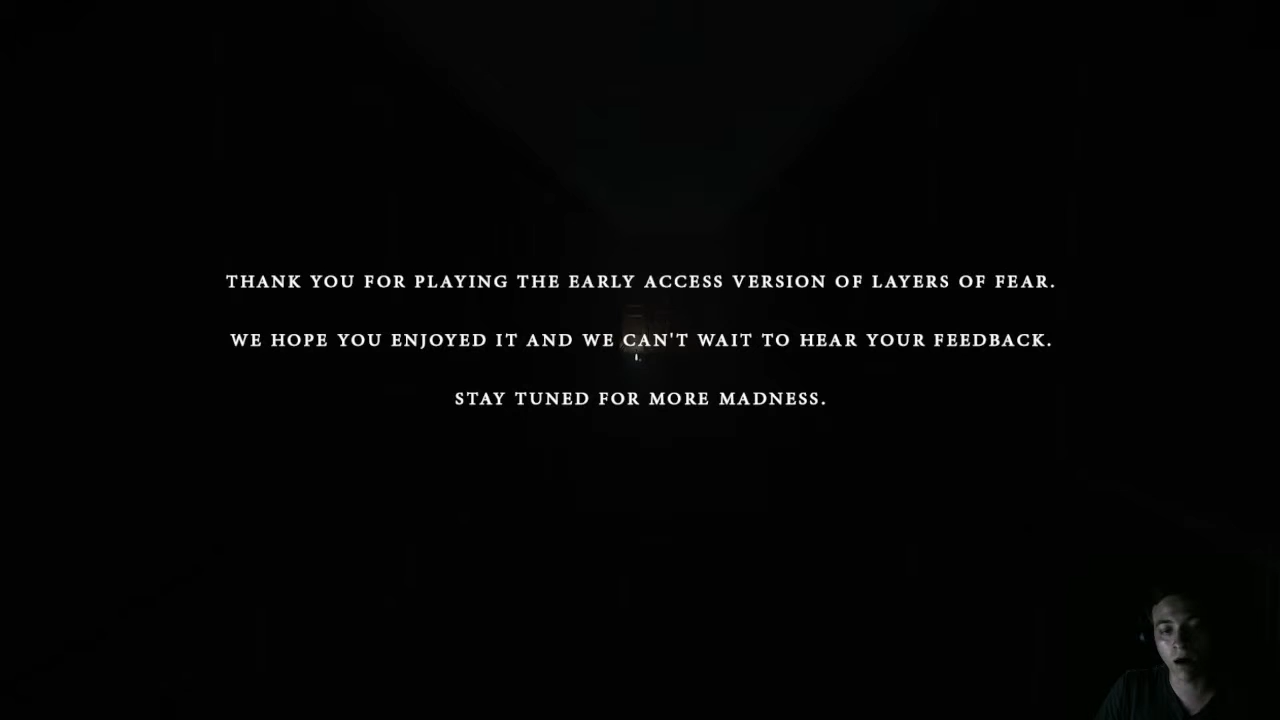 THANK YOU FOR PLAYING THE EARLY ACCESS VERSION OF LAYERS OF FEAR.
WE HOPE YOU ENJOYED IT AND WE CAN'T WAIT TO HEAR YOUR FEEDBACK.
STAY TUNED FOR MORE MADNESS.